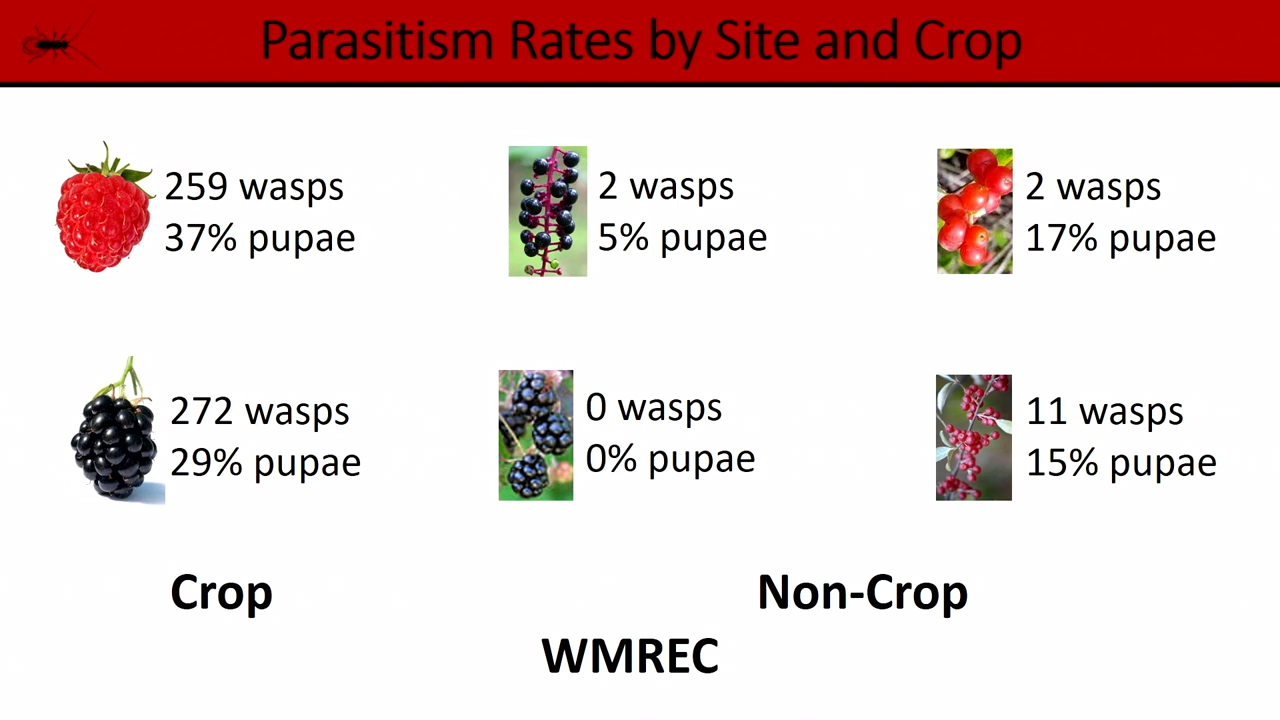 Parasitism Rates by Site and Crop
259 wasps
37% pupae
2 wasps
5% pupae
2 wasps
17% pupae
272 wasps
29% pupae
0 wasps
0% pupae
11 wasps
15% pupae
Crop
Non-Crop
WMREC